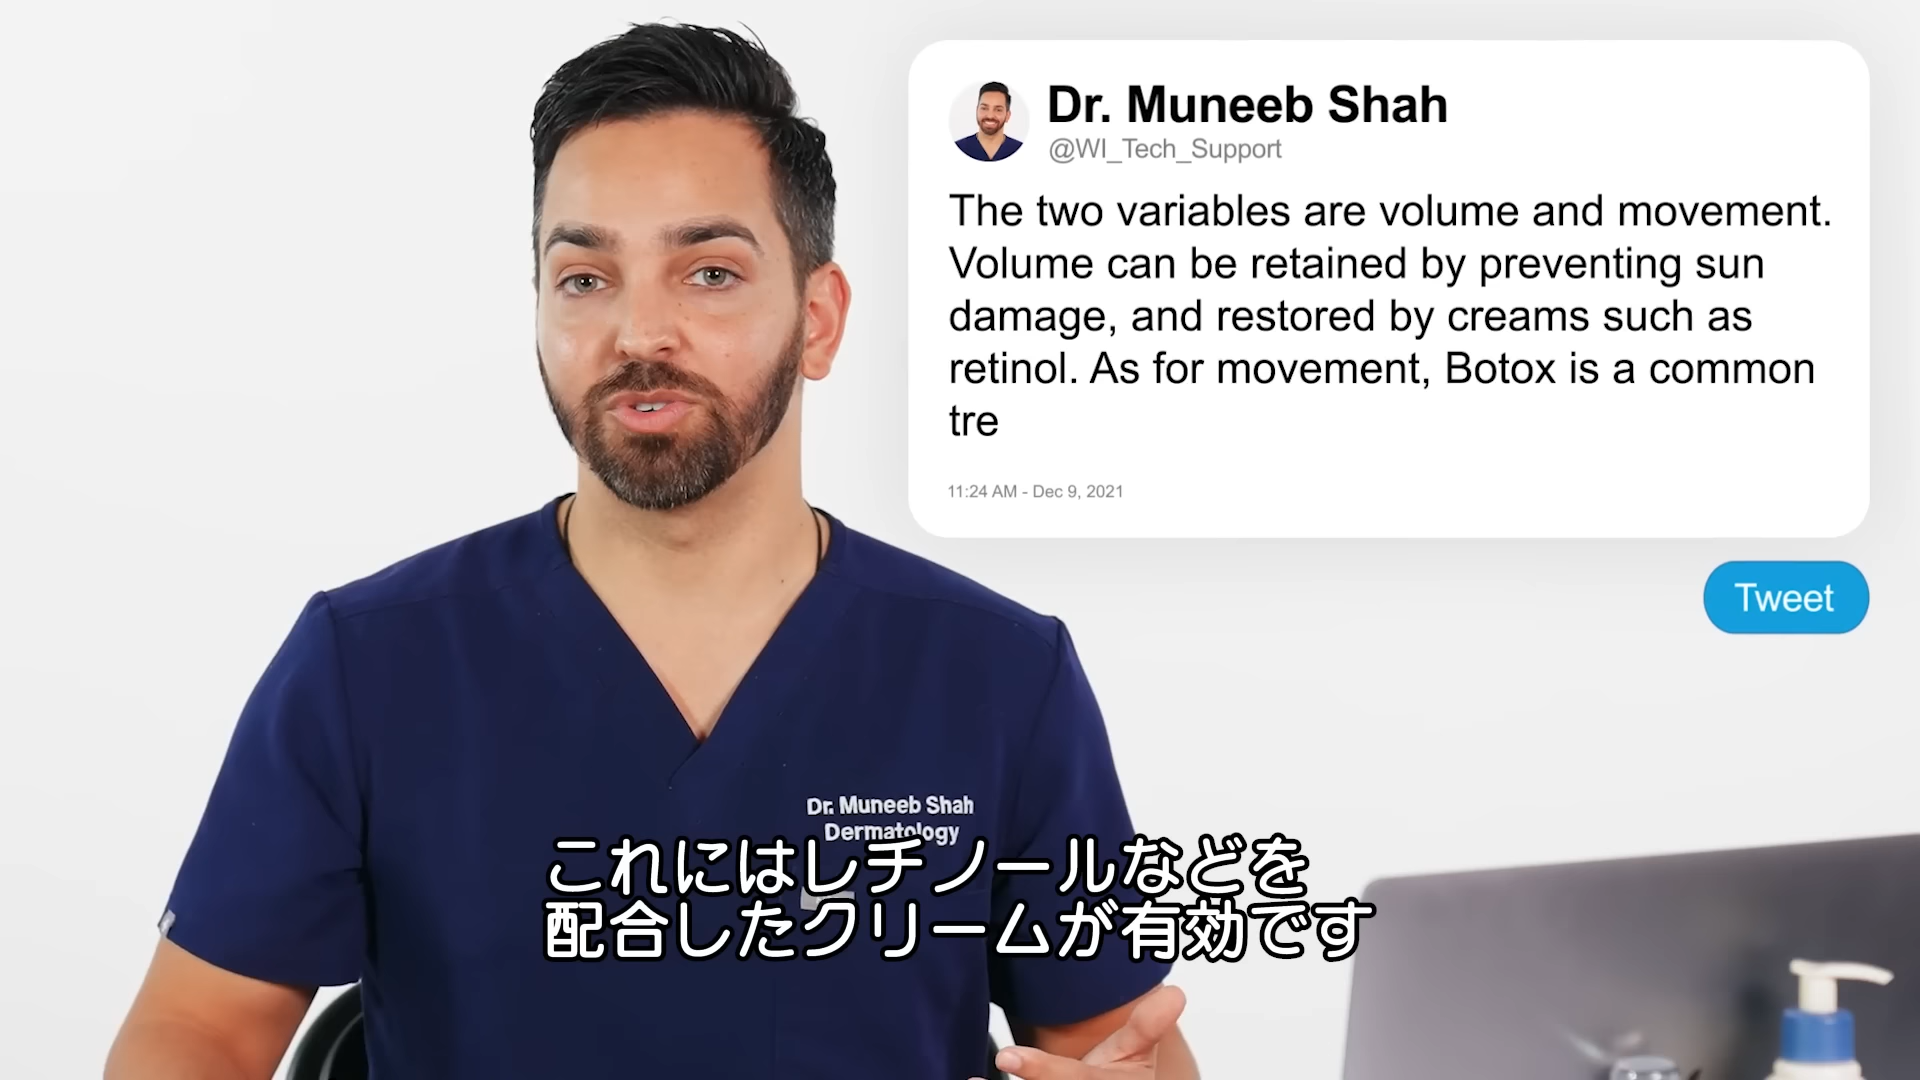 Dr. Muneeb Shah
@WI_Tech_Support
The two variables are volume and movement.
Volume can be retained by preventing sun
damage, and restored by creams such as
retinol. As for movement, Botox is a common
tre
11:24 AM - Dec 9, 2021
Tweet
Dr. Muneeb Shah
Dermatology
これにはレチノールなどを
配合したクリームが有効です